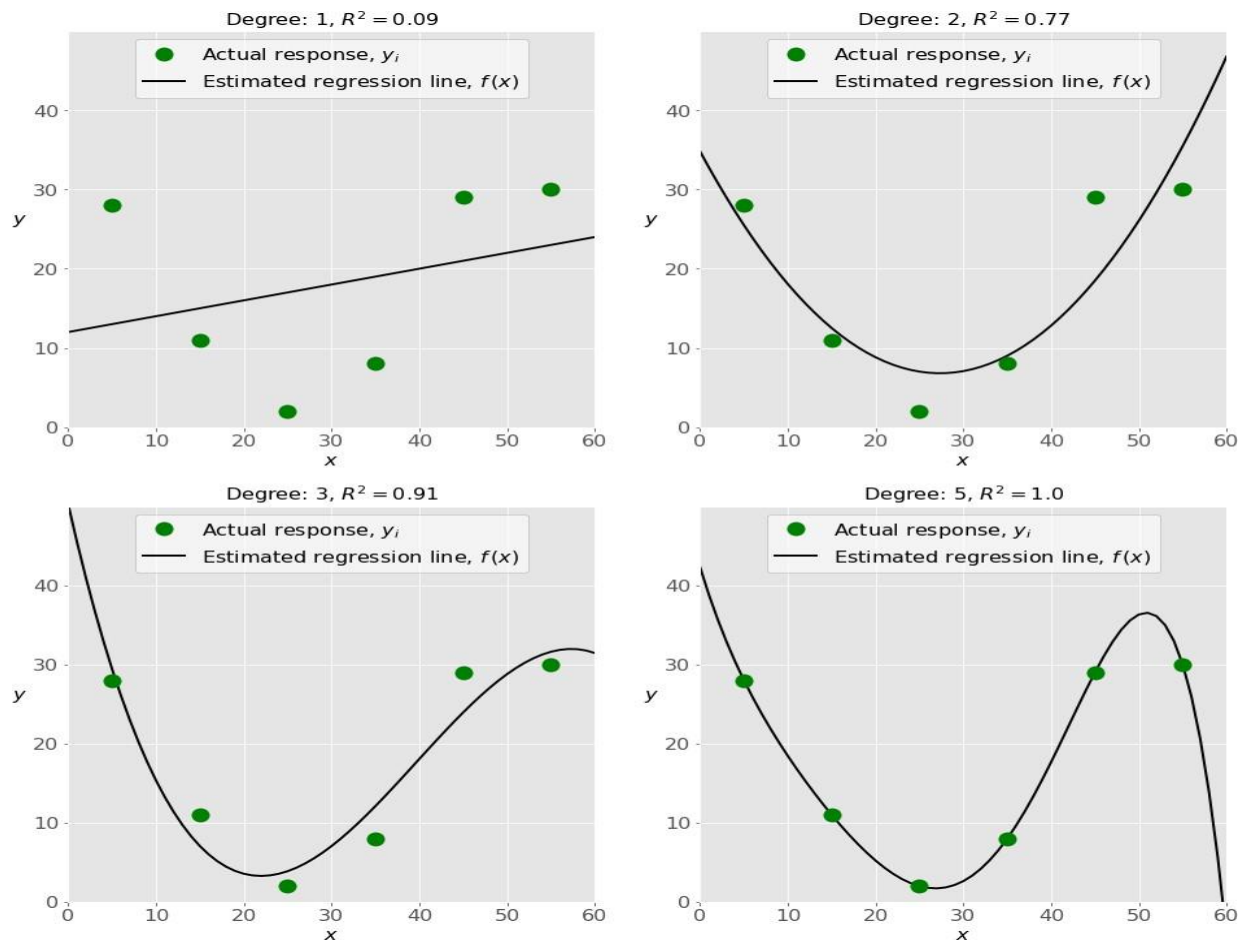 Degree: 1, R² = 0.09
Actual response, yᵢ
Estimated regression line, f(x)
40
30
y
20
10
0
0 10 20 30 40 50 60
x
Degree: 2, R² = 0.77
Actual response, yᵢ
Estimated regression line, f(x)
40
30
y
20
10
0
0 10 20 30 40 50 60
x
Degree: 3, R² = 0.91
Actual response, yᵢ
Estimated regression line, f(x)
40
30
y
20
10
0
0 10 20 30 40 50 60
x
Degree: 5, R² = 1.0
Actual response, yᵢ
Estimated regression line, f(x)
40
30
y
20
10
0
0 10 20 30 40 50 60
x